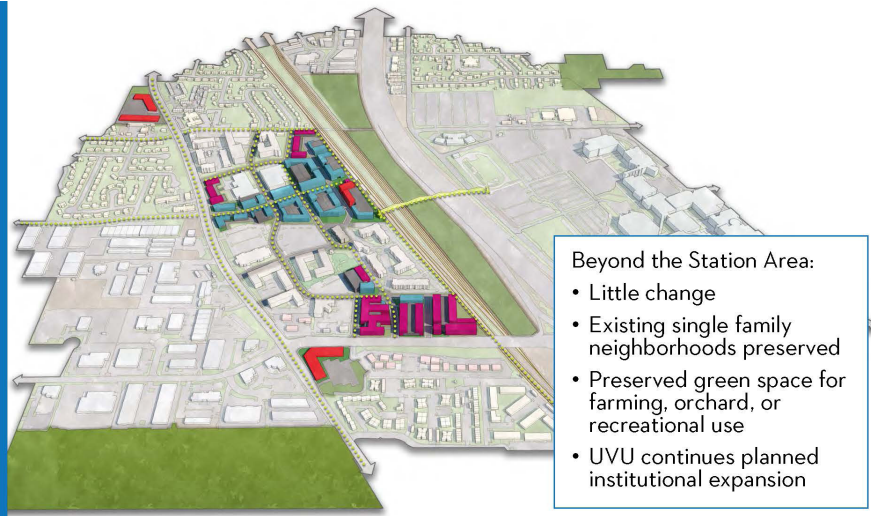 Beyond the Station Area:
• Little change
• Existing single family
neighborhoods preserved
• Preserved green space for
farming, orchard, or
recreational use
• UVU continues planned
institutional expansion